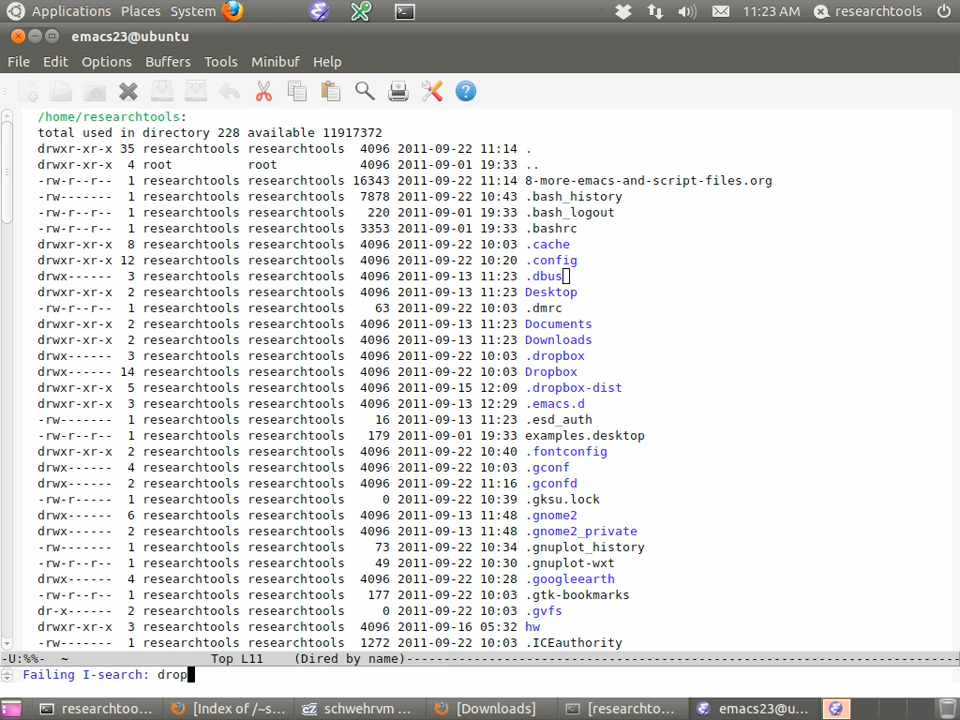 Applications Places System 11:23 AM researchtools
emacs23@ubuntu
File Edit Options Buffers Tools Minibuf Help
/home/researchtools:
total used in directory 228 available 11917372
drwxr-xr-x 35 researchtools researchtools 4096 2011-09-22 11:14 .
drwxr-xr-x 4 root root 4096 2011-09-01 19:33 ..
-rw-r--r-- 1 researchtools researchtools 16343 2011-09-22 11:14 8-more-emacs-and-script-files.org
-rw------- 1 researchtools researchtools 7878 2011-09-22 10:43 .bash_history
-rw-r--r-- 1 researchtools researchtools 220 2011-09-01 19:33 .bash_logout
-rw-r--r-- 1 researchtools researchtools 3353 2011-09-01 19:33 .bashrc
drwxr-xr-x 8 researchtools researchtools 4096 2011-09-22 10:03 .cache
drwxr-xr-x 12 researchtools researchtools 4096 2011-09-22 10:20 .config
drwx------ 3 researchtools researchtools 4096 2011-09-13 11:23 .dbus
drwxr-xr-x 2 researchtools researchtools 4096 2011-09-13 11:23 Desktop
-rw-r--r-- 1 researchtools researchtools 63 2011-09-22 10:03 .dmrc
drwxr-xr-x 2 researchtools researchtools 4096 2011-09-13 11:23 Documents
drwxr-xr-x 2 researchtools researchtools 4096 2011-09-13 11:23 Downloads
drwx------ 3 researchtools researchtools 4096 2011-09-22 10:03 .dropbox
drwx------ 14 researchtools researchtools 4096 2011-09-22 10:03 Dropbox
drwxr-xr-x 5 researchtools researchtools 4096 2011-09-15 12:09 .dropbox-dist
drwxr-xr-x 3 researchtools researchtools 4096 2011-09-13 12:29 .emacs.d
-rw------- 1 researchtools researchtools 16 2011-09-13 11:23 .esd_auth
-rw-r--r-- 1 researchtools researchtools 179 2011-09-01 19:33 examples.desktop
drwxr-xr-x 2 researchtools researchtools 4096 2011-09-22 10:40 .fontconfig
drwx------ 4 researchtools researchtools 4096 2011-09-22 10:03 .gconf
drwx------ 2 researchtools researchtools 4096 2011-09-22 11:16 .gconfd
-rw-r----- 1 researchtools researchtools 0 2011-09-22 10:39 .gksu.lock
drwx------ 6 researchtools researchtools 4096 2011-09-13 11:48 .gnome2
drwx------ 2 researchtools researchtools 4096 2011-09-13 11:48 .gnome2_private
-rw------- 1 researchtools researchtools 73 2011-09-22 10:34 .gnuplot_history
-rw------- 1 researchtools researchtools 49 2011-09-22 10:30 .gnuplot-wxt
drwx------ 4 researchtools researchtools 4096 2011-09-22 10:28 .googleearth
-rw-r--r-- 1 researchtools researchtools 177 2011-09-22 10:03 .gtk-bookmarks
dr-x------ 2 researchtools researchtools 0 2011-09-22 10:03 .gvfs
drwxr-xr-x 3 researchtools researchtools 4096 2011-09-16 05:32 hw
-rw------- 1 researchtools researchtools 1272 2011-09-22 10:03 .ICEauthority
-U:%%- ~ Top L11 (Dired by name)----------------------------------------
Failing I-search: drop
researchtoo... [Index of /~s... schwehrvm ... [Downloads] [researchto... emacs23@u...